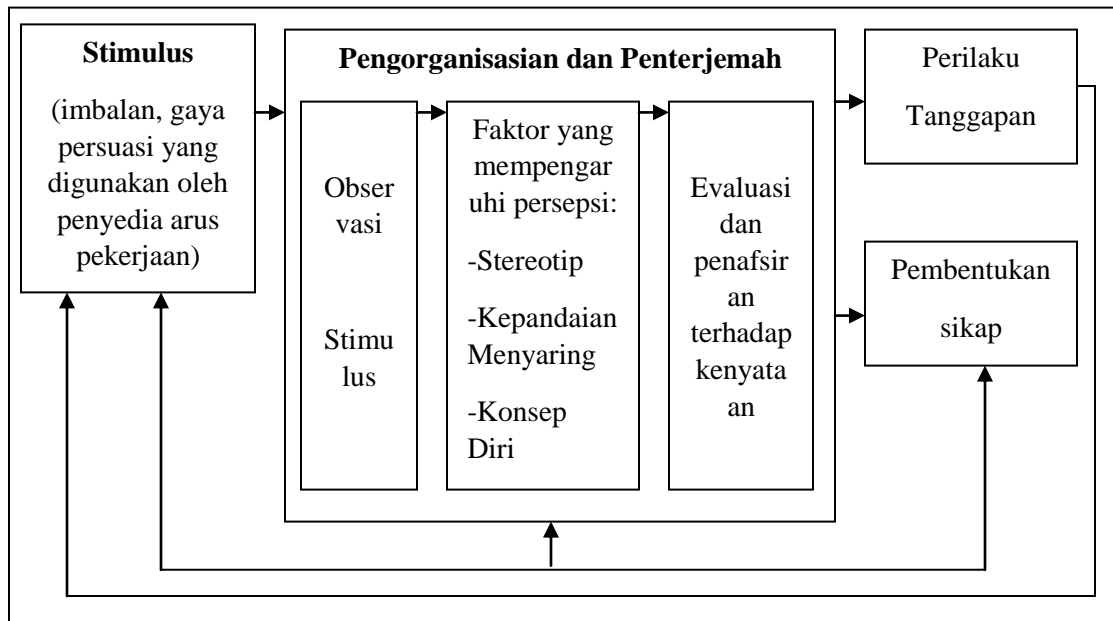 Stimulus
(imbalan, gaya
persuasi yang
digunakan oleh
penyedia arus
pekerjaan)
Pengorganisasian dan Penterjemah
Obser
vasi
Stimu
lus
Faktor yang
mempengar
uhi persepsi:
-Stereotip
-Kepandaian
Menyaring
-Konsep
Diri
Evaluasi
dan
penafsir
an
terhadap
kenyata
an
Perilaku
Tanggapan
Pembentukan
sikap